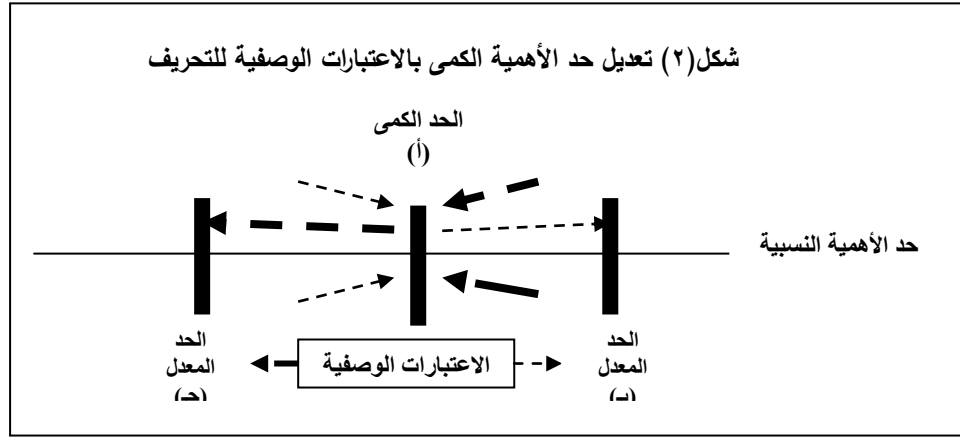 شكل(٢) تعديل حد الأهمية الكمى بالاعتبارات الوصفية للتحريف
الحد الكمى
(أ)
حد الأهمية النسبية
الحد
المعدل
(ب)
الاعتبارات الوصفية
الحد
المعدل
(جـ)